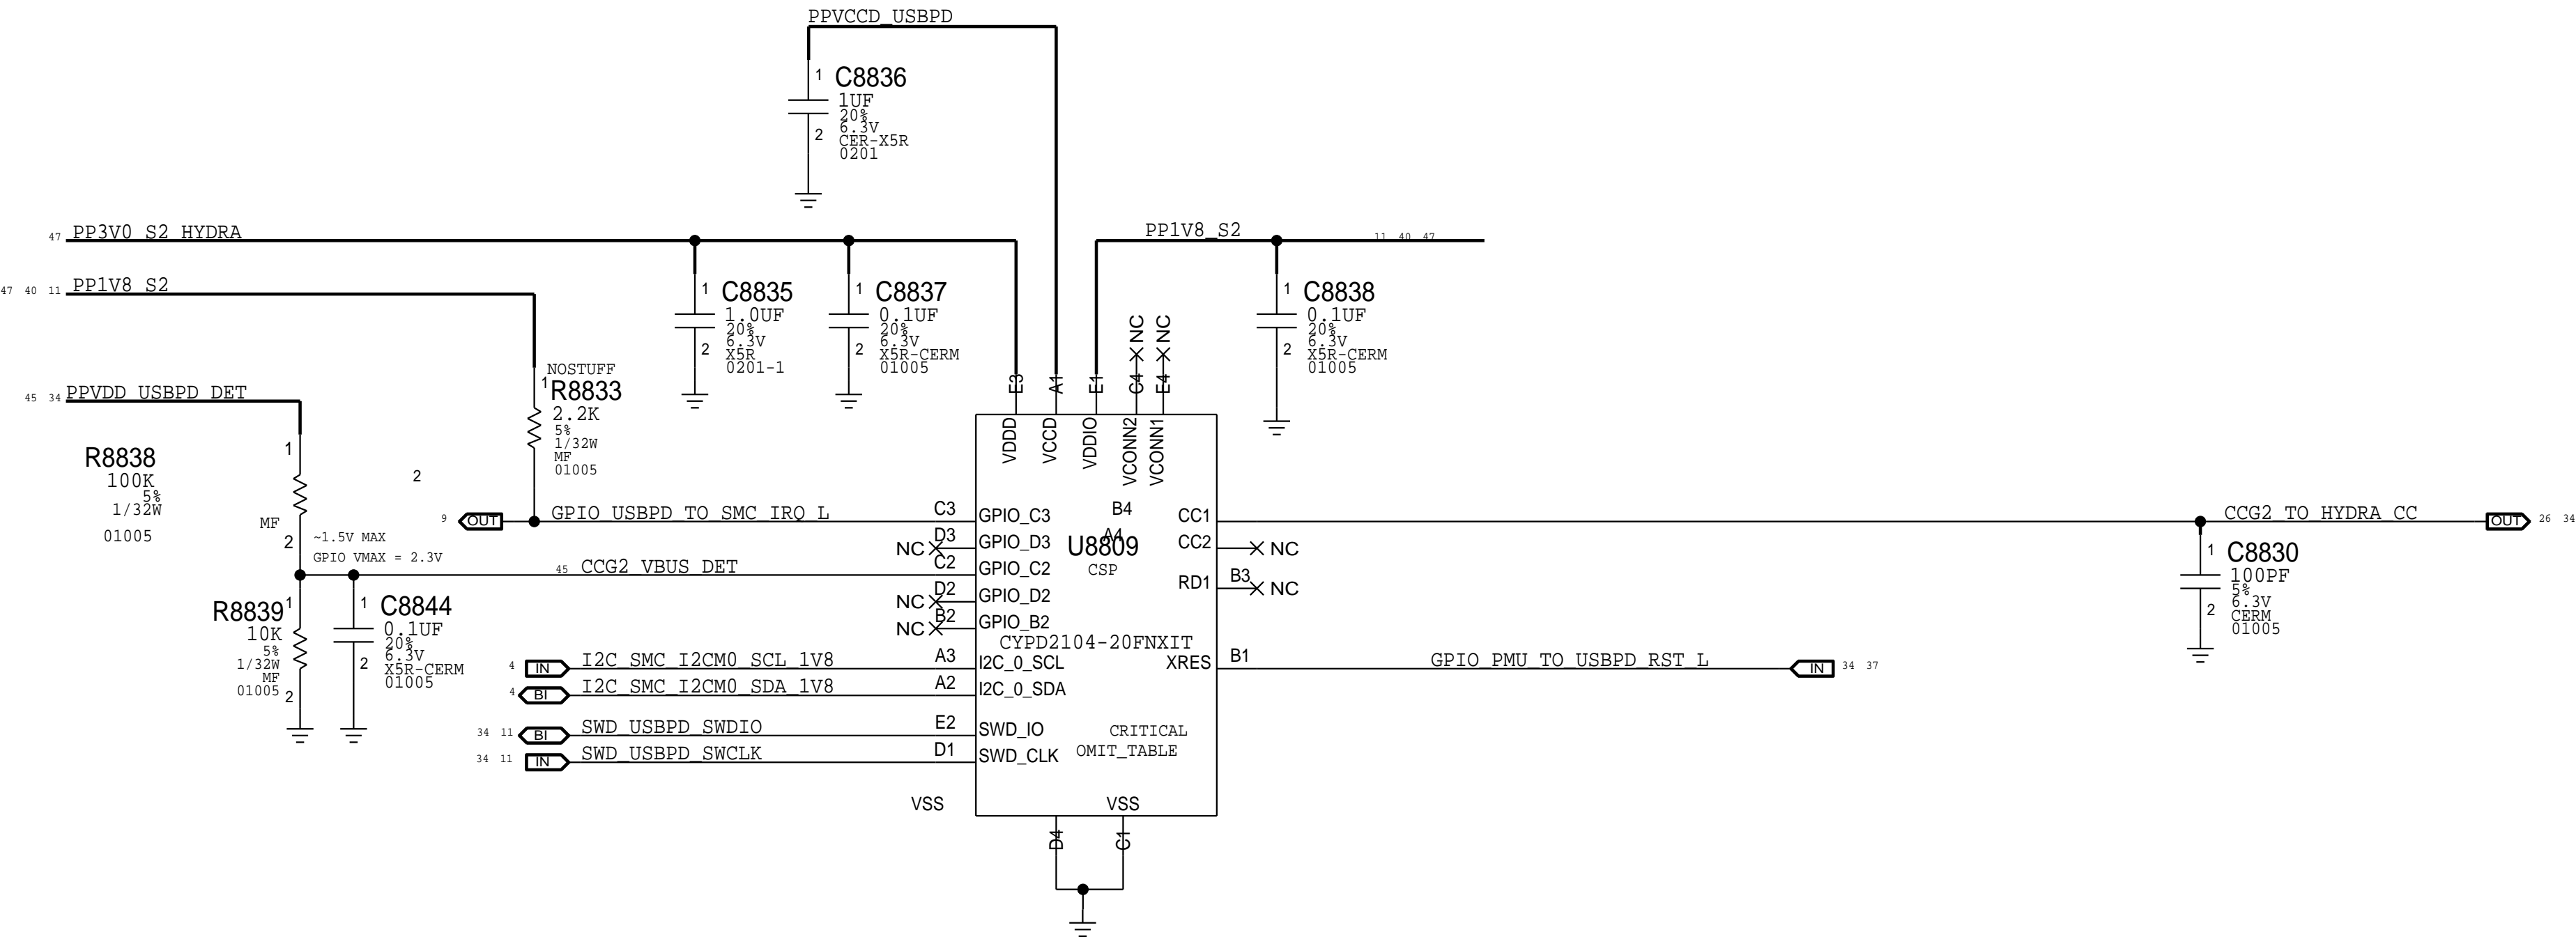 PPVCCD_USBPD
1 C8836
1UF
20%
6.3V
2
CER-X5R
0201
47 PP3V0_S2_HYDRA
PP1V8_S2
11 40 47
47 40 11 PP1V8_S2
1 C8835
1.0UF
20%
6.3V
2 X5R
0201-1
1 C8837
0.1UF
20%
6.3V
2 X5R-CERM
01005
1 C8838
0.1UF
20%
6.3V
2 X5R-CERM
01005
NC NC
NOSTUFF
1 R8833
2.2K
5%
1/32W
MF
01005
2
45 34 PPVDD_USBPD_DET
1
R8838
100K
5%
1/32W
MF
01005
2
~1.5V MAX
GPIO VMAX = 2.3V
E3 A1 E1 C4 E4
VDDD VCCD VDDIO VCONN2 VCONN1
9 OUT GPIO_USBPD_TO_SMC_IRQ_L C3 GPIO_C3
NC D3 GPIO_D3
45 CCG2_VBUS_DET C2 GPIO_C2
NC D2 GPIO_D2
NC B2 GPIO_B2
B4 CC1
A4 CC2 NC
U8809
CSP
RD1 B3 NC
CYPD2104-20FNXIT
CCG2_TO_HYDRA_CC OUT 26 34
1 C8830
100PF
5%
6.3V
2 CERM
01005
R8839 1
10K
5%
1/32W
MF
01005 2
1 C8844
0.1UF
20%
6.3V
2 X5R-CERM
01005
4 IN I2C_SMC_I2CM0_SCL_1V8 A3 I2C_0_SCL
4 BI I2C_SMC_I2CM0_SDA_1V8 A2 I2C_0_SDA
XRES B1 GPIO_PMU_TO_USBPD_RST_L IN 34 37
34 11 BI SWD_USBPD_SWDIO E2 SWD_IO
34 11 IN SWD_USBPD_SWCLK D1 SWD_CLK
CRITICAL
OMIT_TABLE
VSS VSS
D4 C1